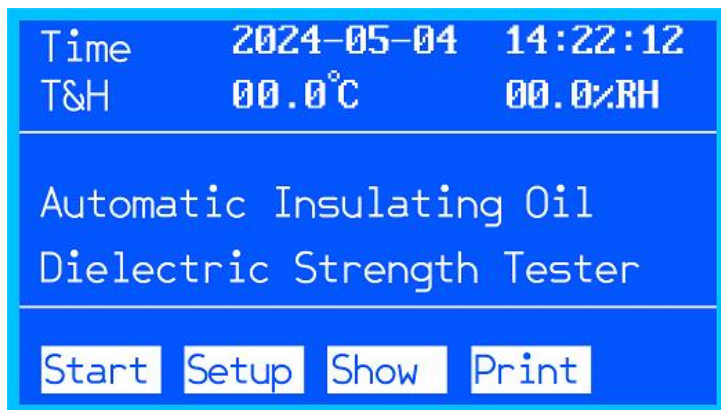 Time 2024-05-04 14:22:12
T&H 00.0°C 00.0%RH
Automatic Insulating Oil
Dielectric Strength Tester
Start Setup Show Print